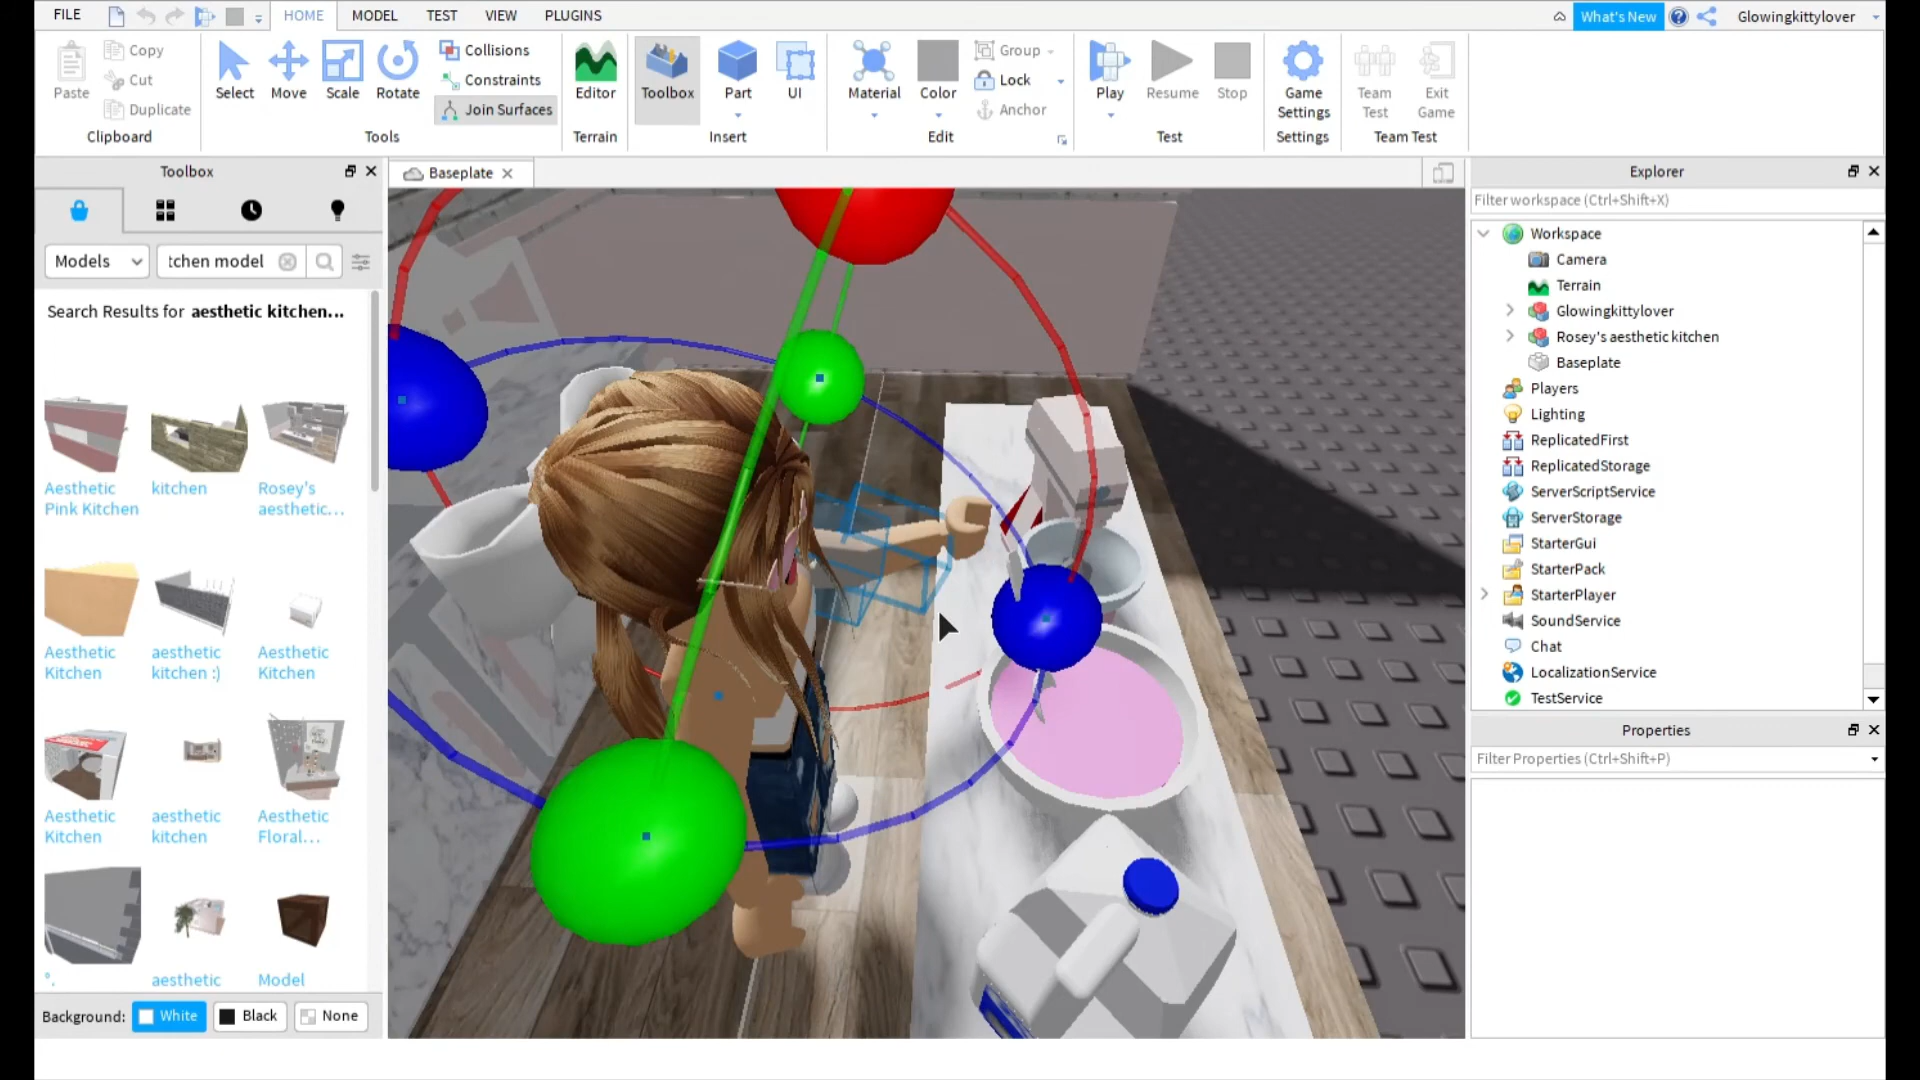 FILE
HOME
MODEL
TEST
VIEW
PLUGINS
What's New
Glowingkittylover
Paste
Copy
Cut
Duplicate
Clipboard
Select
Move
Scale
Rotate
Collisions
Constraints
Join Surfaces
Tools
Editor
Terrain
Toolbox
Part
UI
Insert
Material
Color
Group
Lock
Anchor
Edit
Play
Resume
Stop
Test
Game
Settings
Settings
Team
Test
Exit
Game
Team Test
Toolbox
Models
tchen model
Search Results for aesthetic kitchen...
Aesthetic
Pink Kitchen
kitchen
Rosey's
aesthetic...
Aesthetic
Kitchen
aesthetic
kitchen :)
Aesthetic
Kitchen
Aesthetic
Kitchen
aesthetic
kitchen
Aesthetic
Floral...
°.
aesthetic
Model
Background:
White
Black
None
Baseplate
Explorer
Filter workspace (Ctrl+Shift+X)
Workspace
Camera
Terrain
Glowingkittylover
Rosey's aesthetic kitchen
Baseplate
Players
Lighting
ReplicatedFirst
ReplicatedStorage
ServerScriptService
ServerStorage
StarterGui
StarterPack
StarterPlayer
SoundService
Chat
LocalizationService
TestService
Properties
Filter Properties (Ctrl+Shift+P)